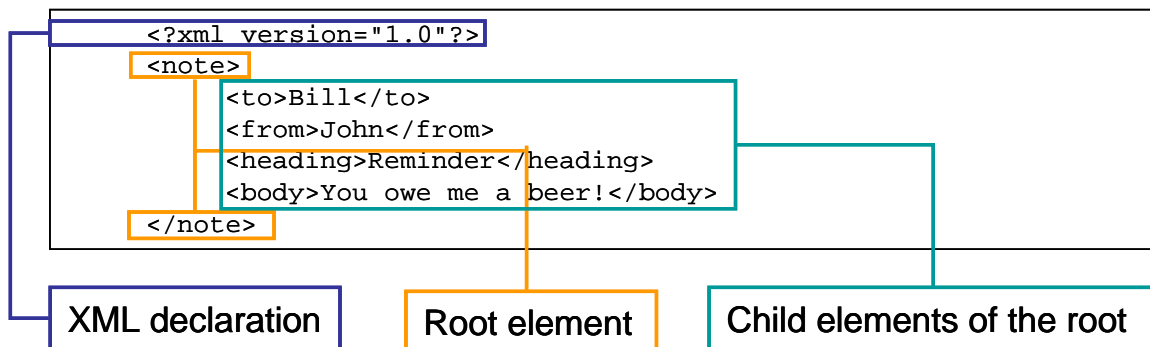 <?xml version="1.0"?>
<note>
<to>Bill</to>
<from>John</from>
<heading>Reminder</heading>
<body>You owe me a beer!</body>
</note>
XML declaration
Root element
Child elements of the root